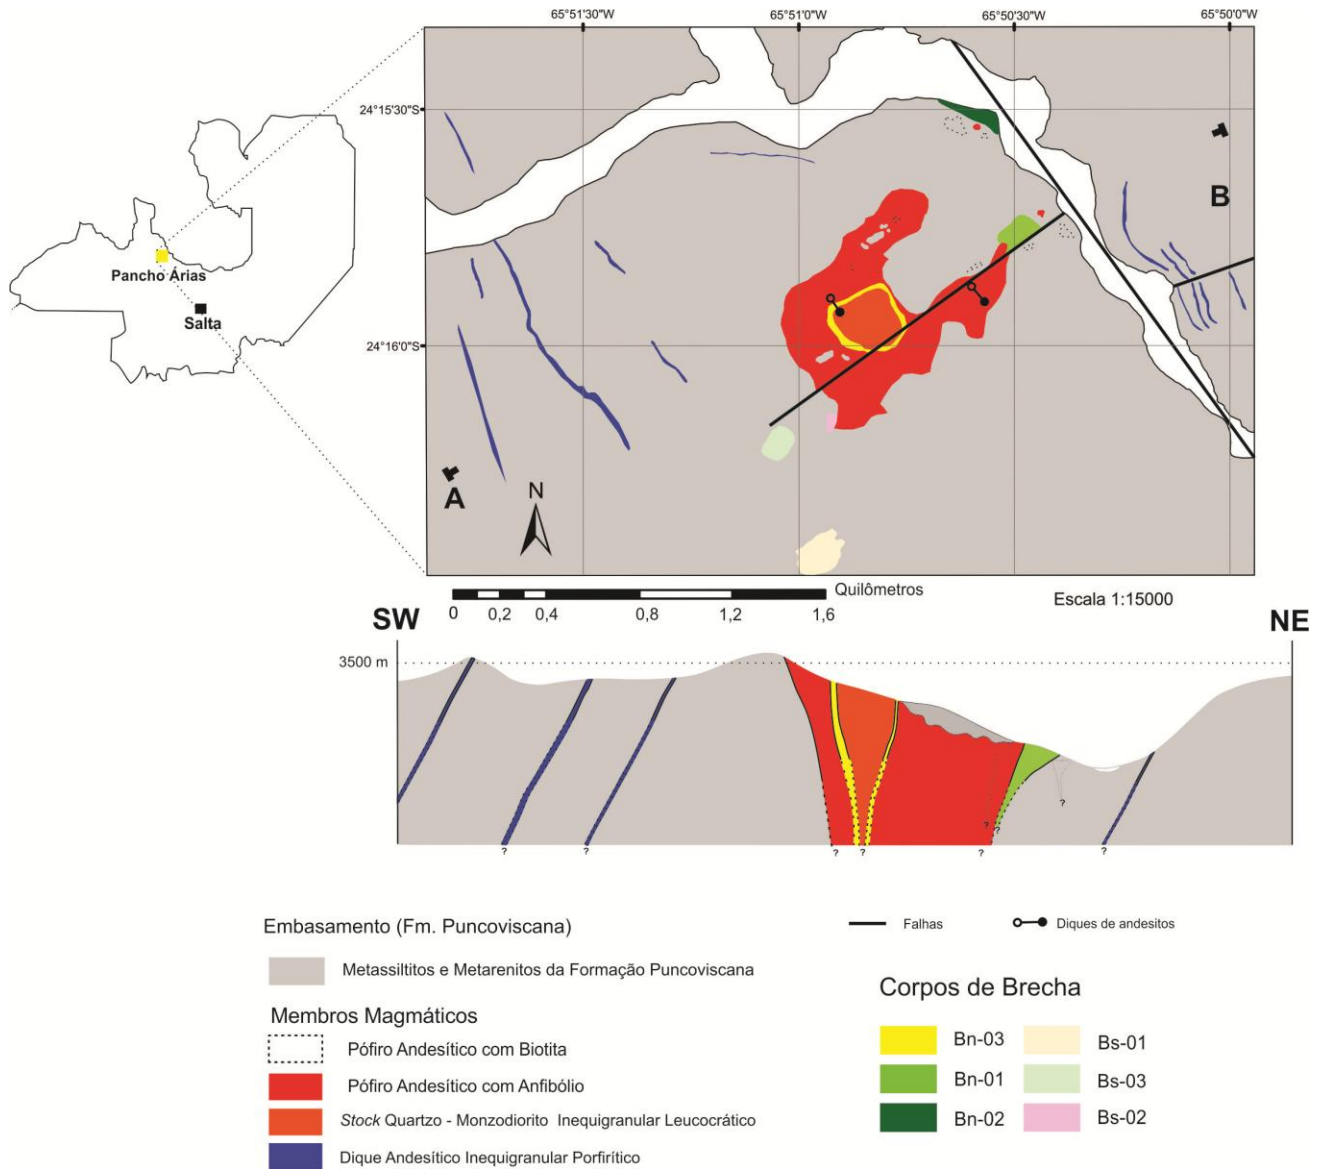 65°51'30"W 65°51'0"W 65°50'30"W 65°50'0"W
24°15'30"S
24°16'0"S
Pancho Árias
Salta
B
A
N
0 0,2 0,4 0,8 1,2 1,6
Quilômetros
Escala 1:15000
SW
NE
3500 m
? ? ? ? ? ? ? ? ?
Embasamento (Fm. Puncoviscana)
Metassiltitos e Metarenitos da Formação Puncoviscana
Membros Magmáticos
Pófiro Andesítico com Biotita
Pófiro Andesítico com Anfibólio
Stock Quartzo - Monzodiorito Inequigranular Leucocrático
Dique Andesítico Inequigranular Porfirítico
Falhas
Diques de andesitos
Corpos de Brecha
Bn-03 Bs-01
Bn-01 Bs-03
Bn-02 Bs-02